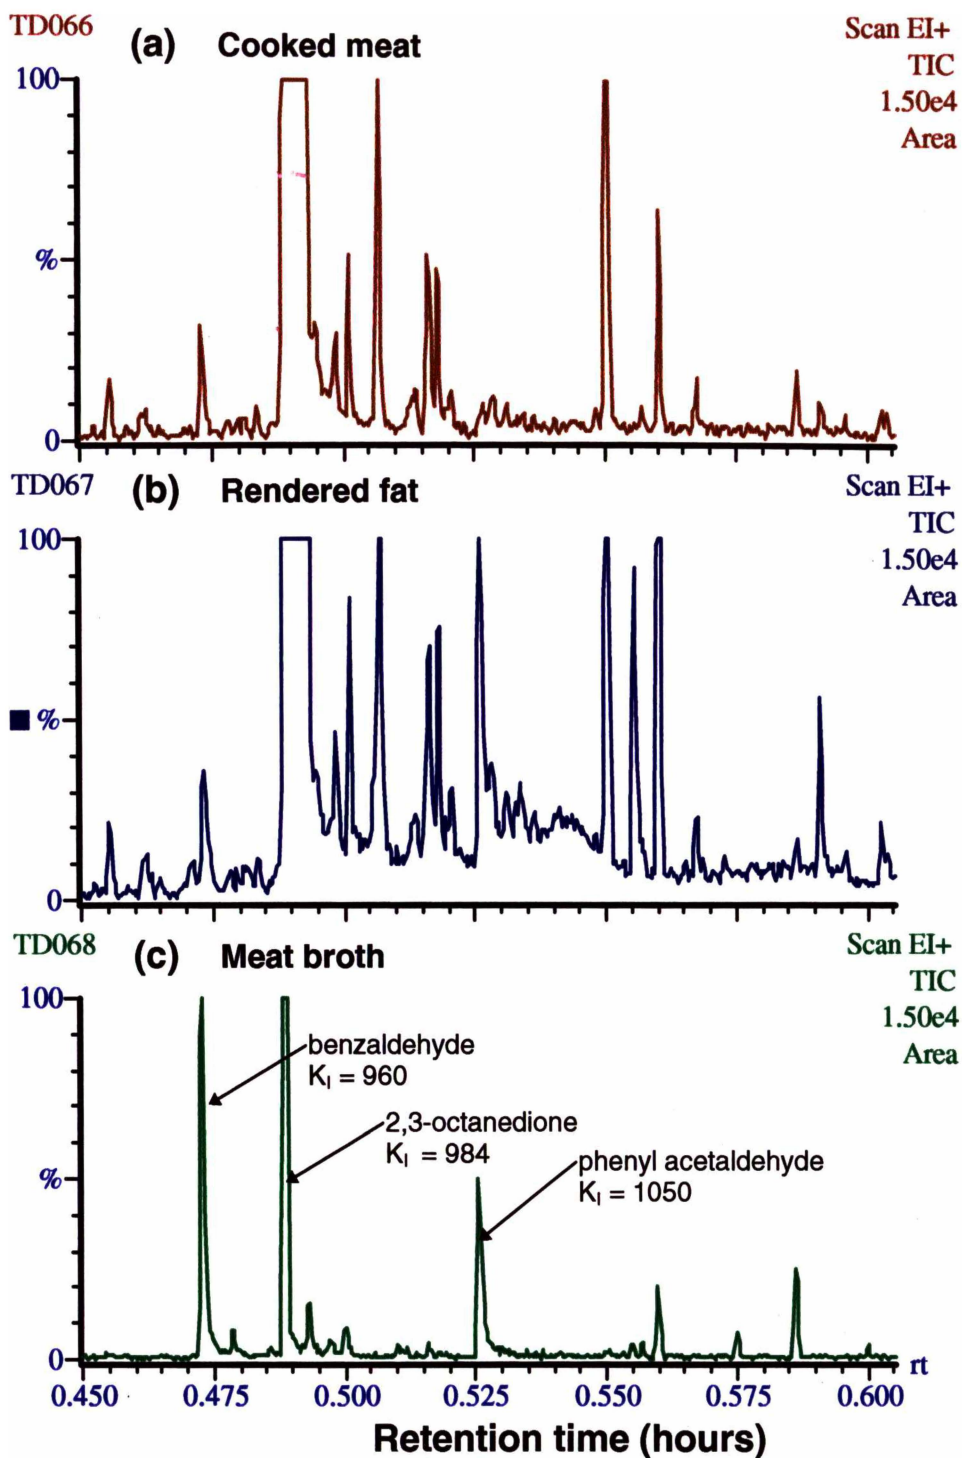 TD066 (a) Cooked meat Scan EI+
TIC
1.50e4
Area
100
%
0
TD067 (b) Rendered fat Scan EI+
TIC
1.50e4
Area
100
%
0
TD068 (c) Meat broth Scan EI+
TIC
1.50e4
Area
100
benzaldehyde
K_I = 960
2,3-octanedione
K_I = 984
phenyl acetaldehyde
K_I = 1050
%
0
rt
0.450 0.475 0.500 0.525 0.550 0.575 0.600
Retention time (hours)